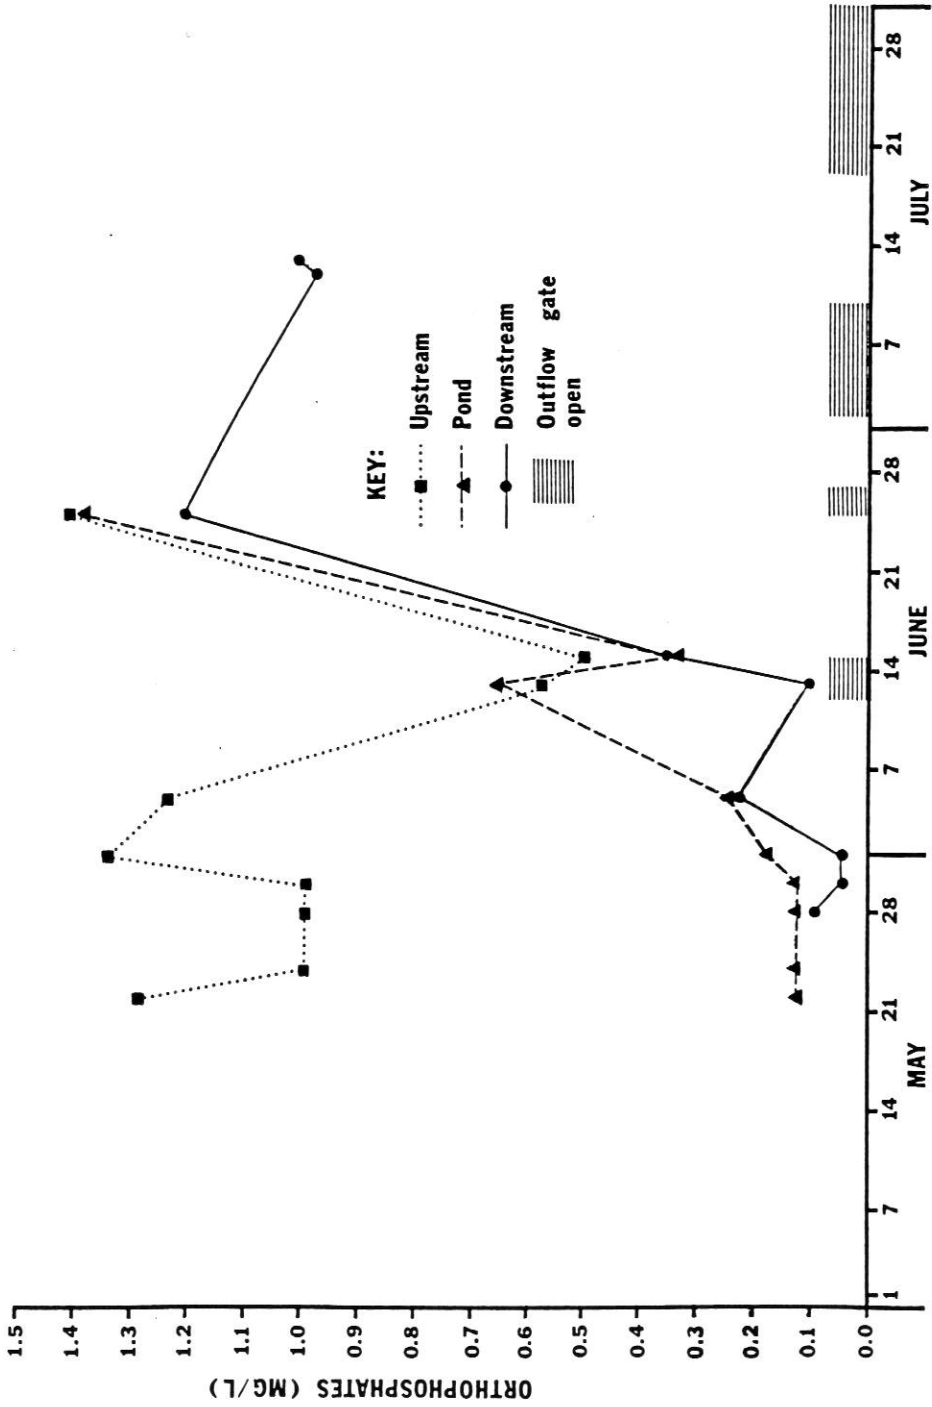 ORTHOPHOSPHATES (MG/L)
1.5
1.4
1.3
1.2
1.1
1.0
0.9
0.8
0.7
0.6
0.5
0.4
0.3
0.2
0.1
0.0
KEY:
Upstream
Pond
Downstream
Outflow gate
open
1 7 14 21 28 7 14 21 28 7 14 21 28
MAY JUNE JULY